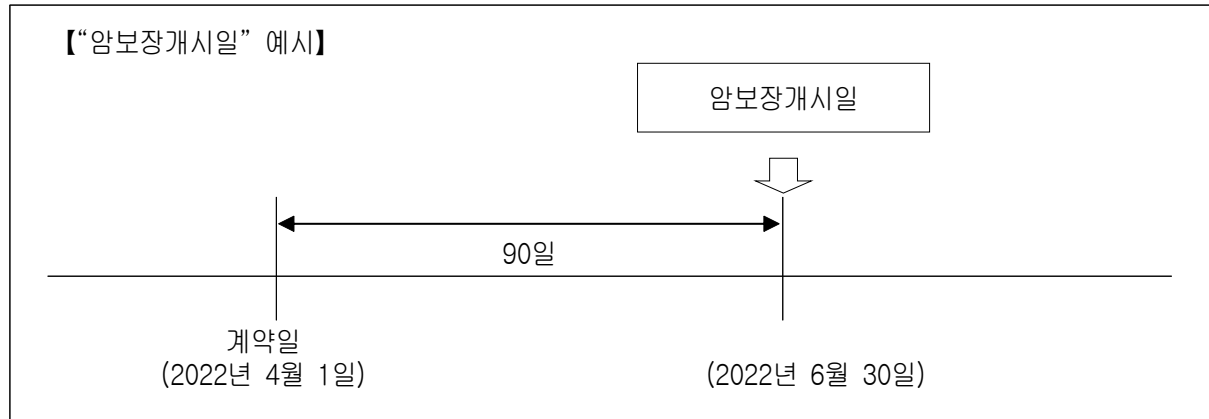 【“암보장개시일” 예시】
암보장개시일
90일
계약일
(2022년 4월 1일)
(2022년 6월 30일)